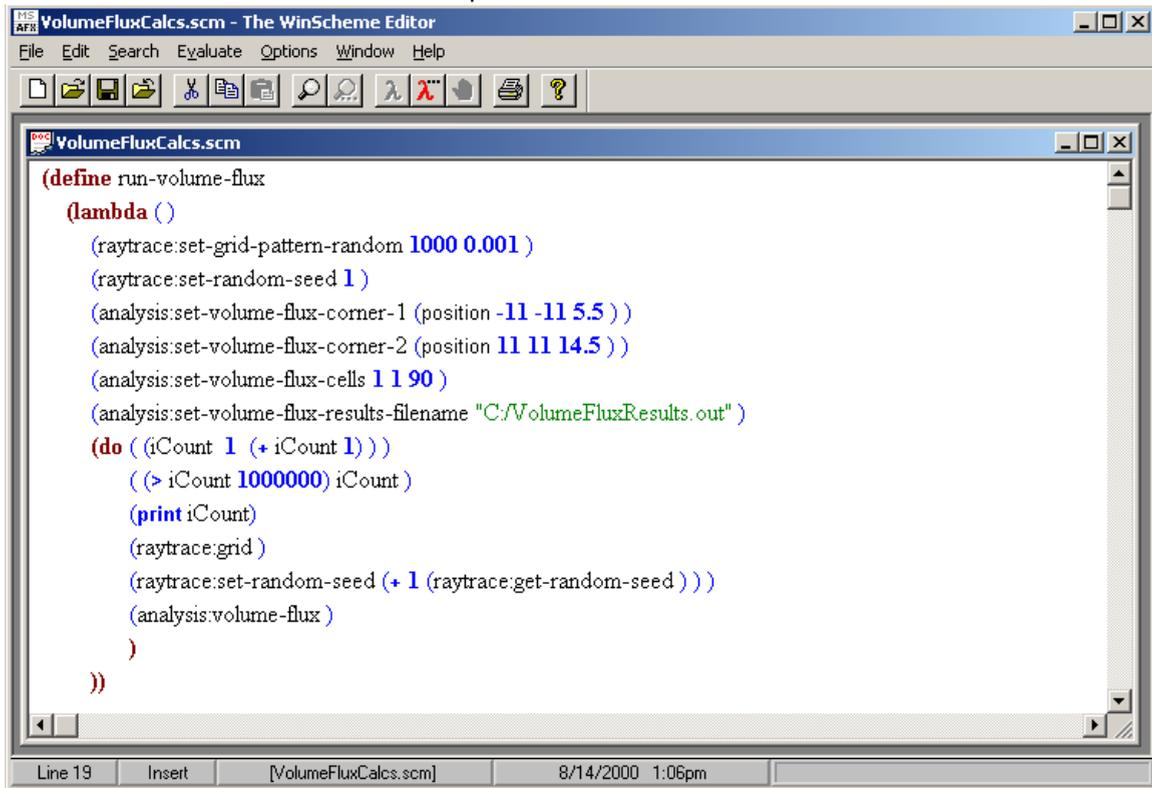 MS
AFX
VolumeFluxCalcs.scm - The WinScheme Editor
File Edit Search Evaluate Options Window Help
λ λ ?
DOC
VolumeFluxCalcs.scm
(define run-volume-flux
(lambda ( )
(raytrace:set-grid-pattern-random 1000 0.001 )
(raytrace:set-random-seed 1 )
(analysis:set-volume-flux-corner-1 (position -11 -11 5.5 ) )
(analysis:set-volume-flux-corner-2 (position 11 11 14.5 ) )
(analysis:set-volume-flux-cells 1 1 90 )
(analysis:set-volume-flux-results-filename "C:/VolumeFluxResults.out" )
(do ( (iCount 1 (+ iCount 1) ) )
( (> iCount 1000000) iCount )
(print iCount)
(raytrace:grid )
(raytrace:set-random-seed (+ 1 (raytrace:get-random-seed ) ) )
(analysis:volume-flux )
)
))
Line 19 Insert [VolumeFluxCalcs.scm] 8/14/2000 1:06pm